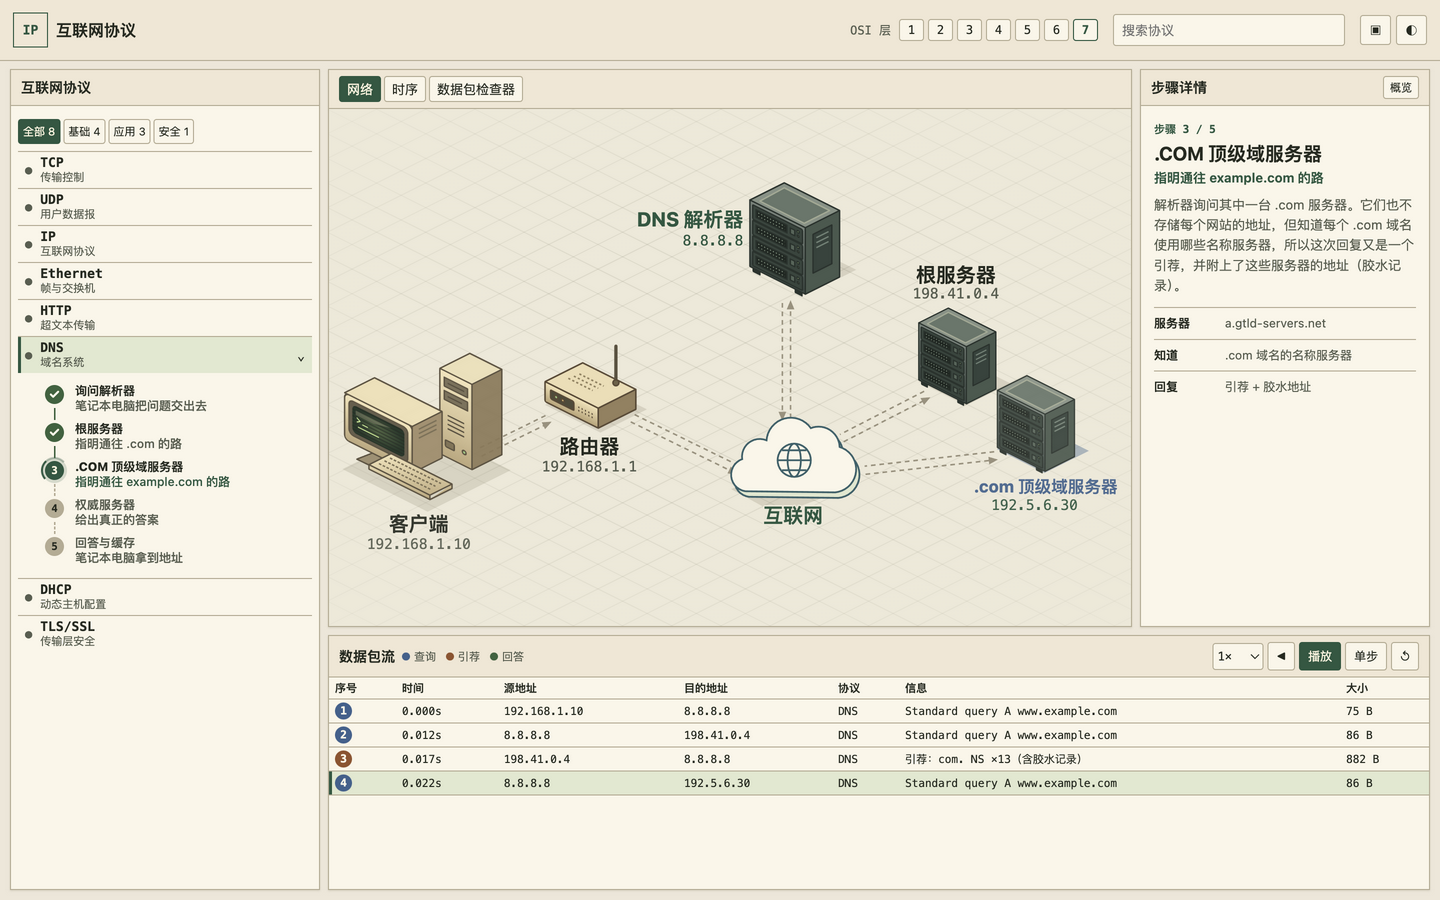 IP 互联网协议
OSI 层 1 2 3 4 5 6 7
搜索协议
互联网协议
全部 8 基础 4 应用 3 安全 1
TCP
传输控制
UDP
用户数据报
IP
互联网协议
Ethernet
帧与交换机
HTTP
超文本传输
DNS
域名系统
询问解析器
笔记本电脑把问题交出去
根服务器
指明通往 .com 的路
3 .COM 顶级域服务器
指明通往 example.com 的路
4 权威服务器
给出真正的答案
5 回答与缓存
笔记本电脑拿到地址
DHCP
动态主机配置
TLS/SSL
传输层安全
网络 时序 数据包检查器
DNS 解析器
8.8.8.8
根服务器
198.41.0.4
路由器
192.168.1.1
.com 顶级域服务器
192.5.6.30
互联网
客户端
192.168.1.10
步骤详情 概览
步骤 3 / 5
.COM 顶级域服务器
指明通往 example.com 的路
解析器询问其中一台 .com 服务器。它们也不
存储每个网站的地址，但知道每个 .com 域名
使用哪些名称服务器，所以这次回复又是一个
引荐，并附上了这些服务器的地址（胶水记
录）。
服务器 a.gtld-servers.net
知道 .com 域名的名称服务器
回复 引荐 + 胶水地址
数据包流 查询 引荐 回答
1× 播放 单步
序号 时间 源地址 目的地址 协议 信息 大小
1 0.000s 192.168.1.10 8.8.8.8 DNS Standard query A www.example.com 75 B
2 0.012s 8.8.8.8 198.41.0.4 DNS Standard query A www.example.com 86 B
3 0.017s 198.41.0.4 8.8.8.8 DNS 引荐：com. NS ×13（含胶水记录） 882 B
4 0.022s 8.8.8.8 192.5.6.30 DNS Standard query A www.example.com 86 B